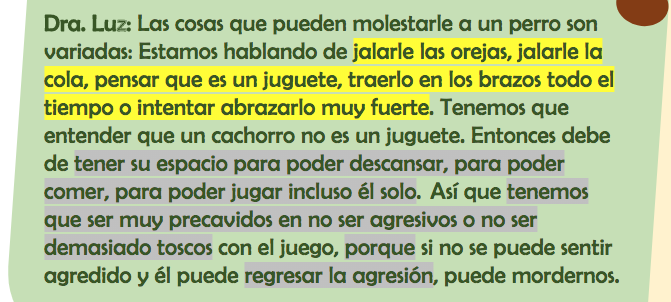 Dra. Luz: Las cosas que pueden molestarle a un perro son
variadas: Estamos hablando de jalarle las orejas, jalarle la
cola, pensar que es un juguete, traerlo en los brazos todo el
tiempo o intentar abrazarlo muy fuerte. Tenemos que
entender que un cachorro no es un juguete. Entonces debe
de tener su espacio para poder descansar, para poder
comer, para poder jugar incluso él solo. Así que tenemos
que ser muy precavidos en no ser agresivos o no ser
demasiado toscos con el juego, porque si no se puede sentir
agredido y él puede regresar la agresión, puede mordernos.